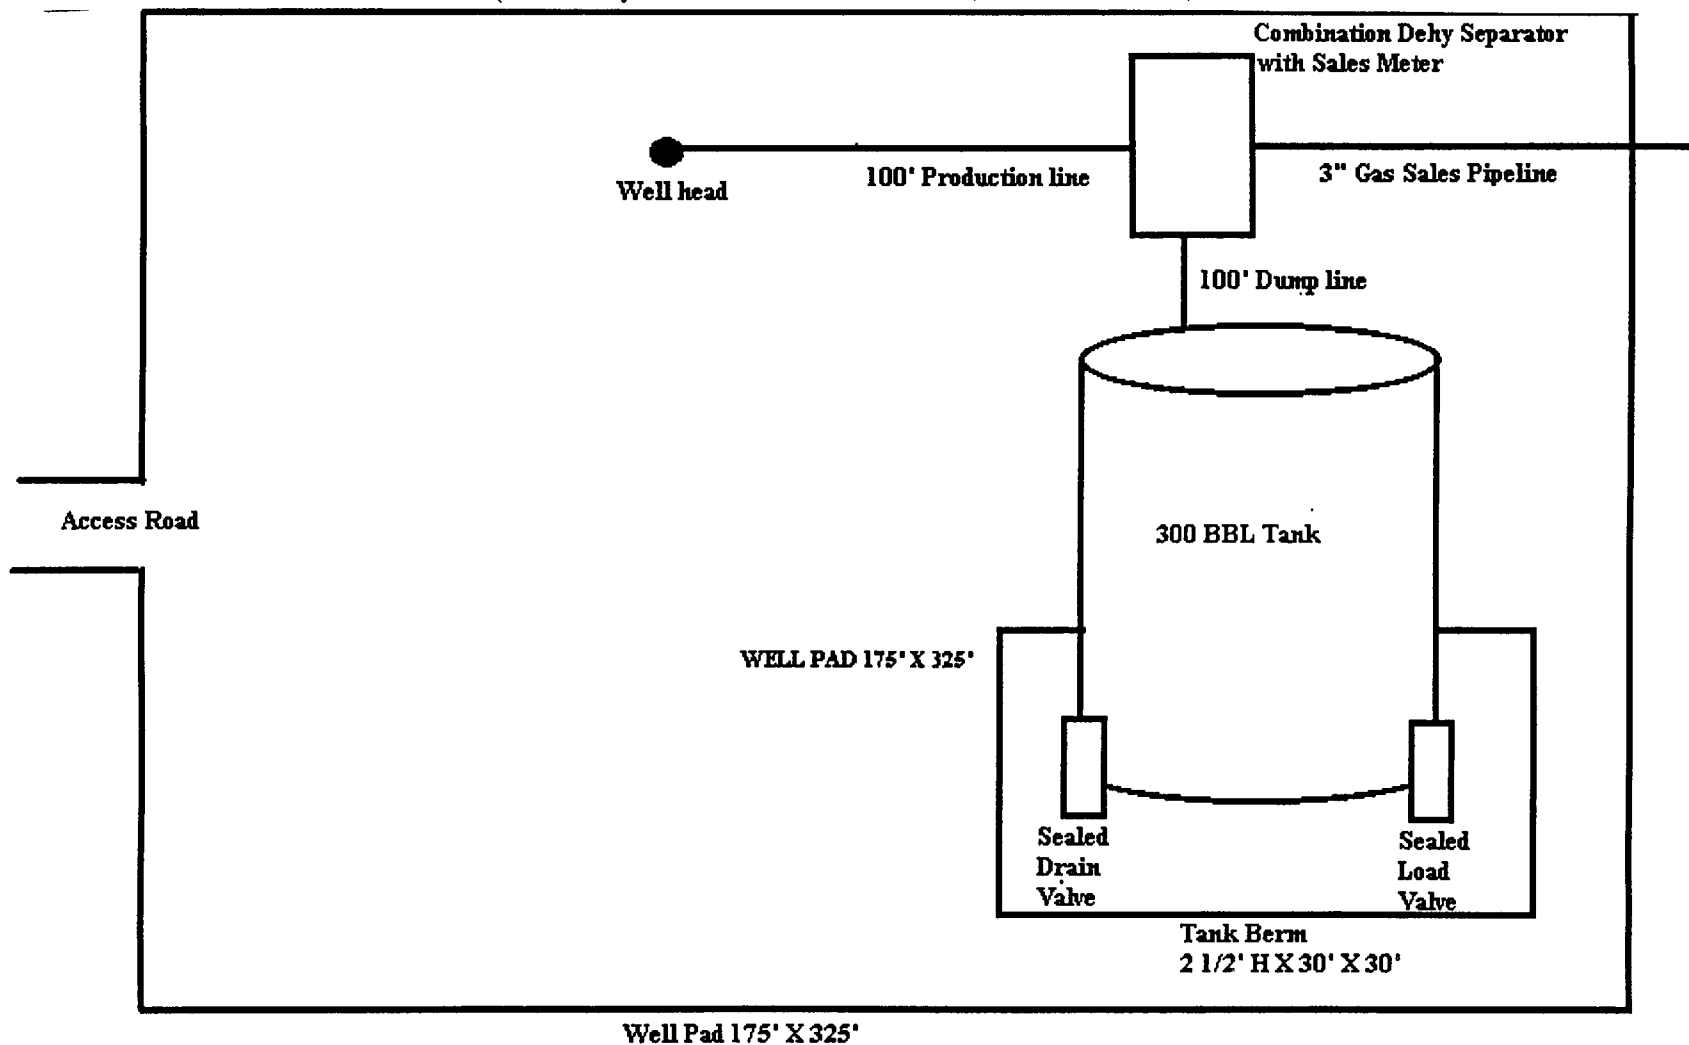 Combination Dehy Separator
with Sales Meter
Well head
100' Production line
3" Gas Sales Pipeline
100' Dump line
Access Road
300 BBL Tank
WELL PAD 175' X 325'
Sealed
Drain
Valve
Sealed
Load
Valve
Tank Berm
2 1/2' H X 30' X 30'
Well Pad 175' X 325'